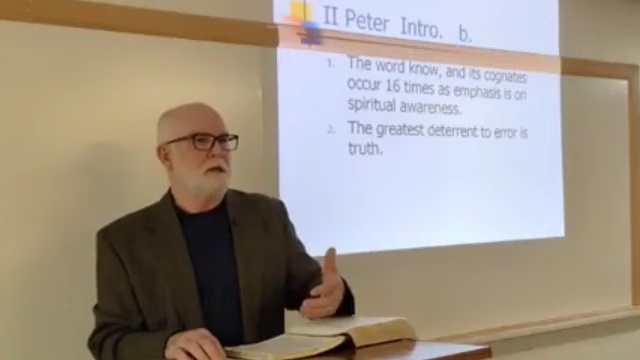 II Peter Intro. b.
1. The word know, and its cognates
occur 16 times as emphasis is on
spiritual awareness.
2. The greatest deterrent to error is
truth.